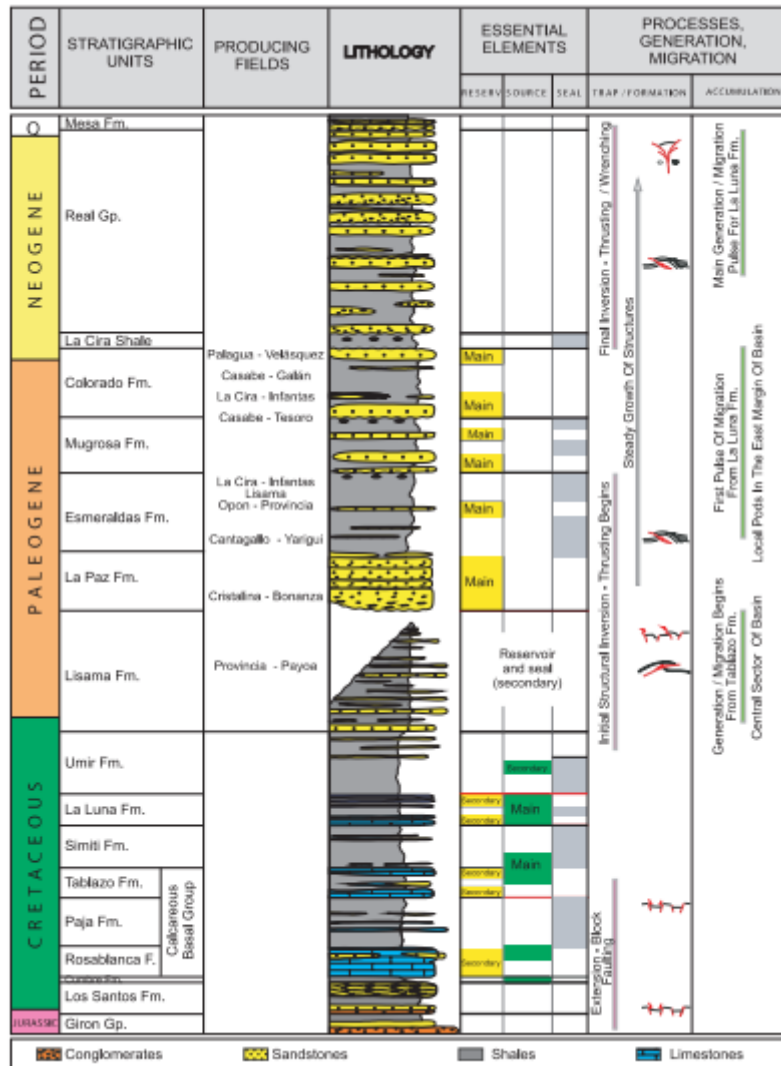 PERIOD
STRATIGRAPHIC
UNITS
PRODUCING
FIELDS
LITHOLOGY
ESSENTIAL
ELEMENTS
RESERV
SOURCE
SEAL
PROCESSES,
GENERATION,
MIGRATION
TRAP / FORMATION
ACCUMULATION
Q
NEOGENE
PALEOGENE
CRETACEOUS
JURASSIC
Mesa Fm.
Real Gp.
La Cira Shale
Colorado Fm.
Mugrosa Fm.
Esmeraldas Fm.
La Paz Fm.
Lisama Fm.
Umir Fm.
La Luna Fm.
Simiti Fm.
Tablazo Fm.
Paja Fm.
Rosablanca F.
Cumbre Fm.
Los Santos Fm.
Giron Gp.
Calcareous
Basal Group
Palagua - Velásquez
Casabe - Galán
La Cira - Infantas
Casabe - Tesoro
La Cira - Infantas
Lisama
Opon - Provincia
Cantagallo - Yarigui
Cristalina - Bonanza
Provincia - Payoa
Main
Main
Main
Main
Main
Main
Reservoir
and seal
(secondary)
Secondary
Secondary
Main
Secondary
Secondary
Main
Secondary
Secondary
Final Inversion - Thrusting / Wrenching
Steady Growth Of Structures
Initial Structural Inversion - Thrusting Begins
Extension - Block
Faulting
Main Generation / Migration
Pulse For La Luna Fm.
First Pulse Of Migration
From La Luna Fm.
Local Pods In The East Margin Of Basin
Generation / Migration Begins
From Tablazo Fm.
Central Sector Of Basin
Conglomerates
Sandstones
Shales
Limestones